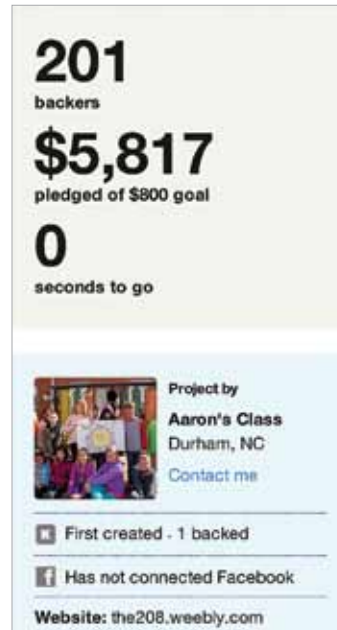 201
backers
$5,817
pledged of $800 goal
0
seconds to go
Project by
Aaron's Class
Durham, NC
Contact me
First created · 1 backed
Has not connected Facebook
Website: the208.weebly.com